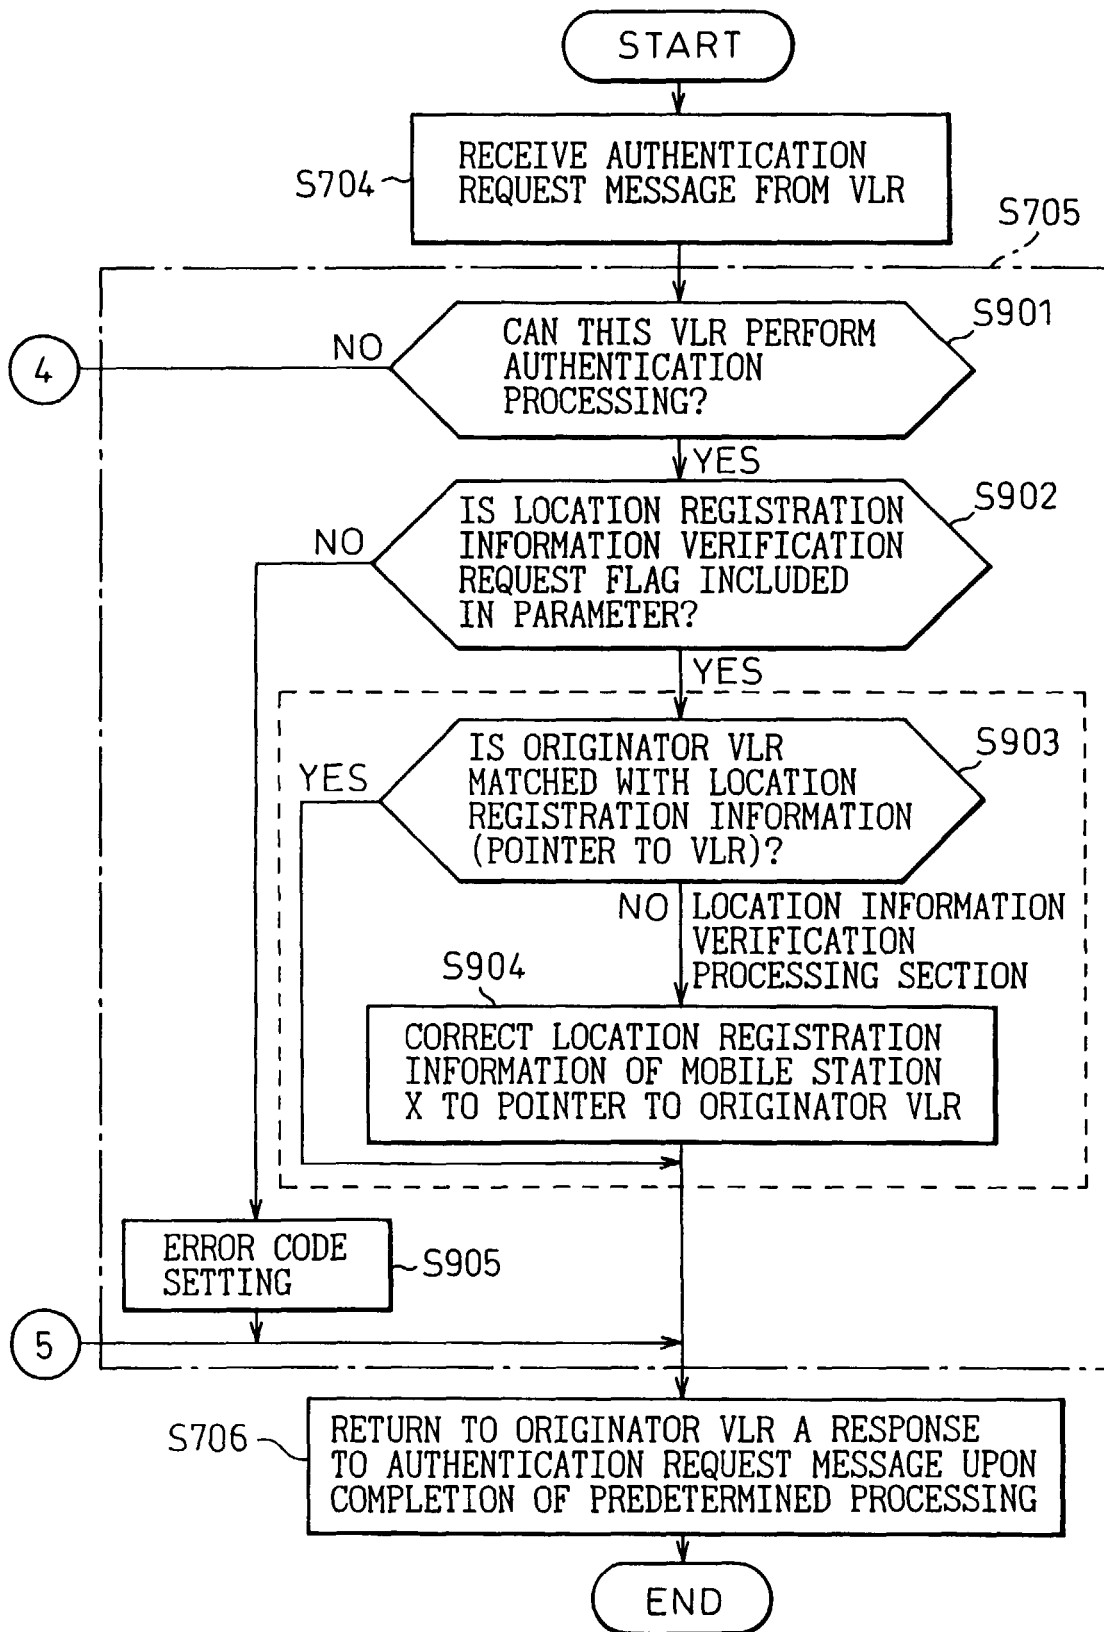 START
RECEIVE AUTHENTICATION
REQUEST MESSAGE FROM VLR
S704
S705
CAN THIS VLR PERFORM
AUTHENTICATION
PROCESSING?
S901
NO
4
YES
IS LOCATION REGISTRATION
INFORMATION VERIFICATION
REQUEST FLAG INCLUDED
IN PARAMETER?
S902
NO
YES
IS ORIGINATOR VLR
MATCHED WITH LOCATION
REGISTRATION INFORMATION
(POINTER TO VLR)?
S903
YES
NO
LOCATION INFORMATION
VERIFICATION
PROCESSING SECTION
S904
CORRECT LOCATION REGISTRATION
INFORMATION OF MOBILE STATION
X TO POINTER TO ORIGINATOR VLR
ERROR CODE
SETTING
S905
5
S706
RETURN TO ORIGINATOR VLR A RESPONSE
TO AUTHENTICATION REQUEST MESSAGE UPON
COMPLETION OF PREDETERMINED PROCESSING
END